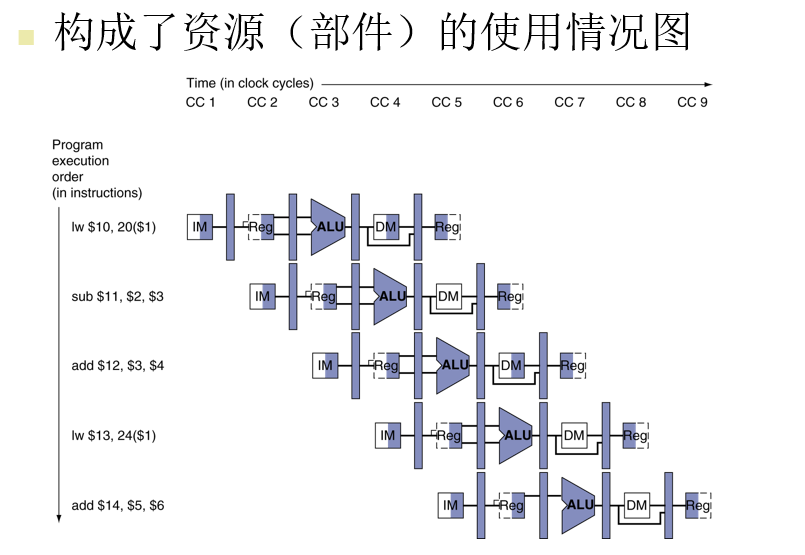 构成了资源（部件）的使用情况图
Time (in clock cycles)
CC 1 CC 2 CC 3 CC 4 CC 5 CC 6 CC 7 CC 8 CC 9
Program
execution
order
(in instructions)
lw $10, 20($1) IM Reg ALU DM Reg
sub $11, $2, $3 IM Reg ALU DM Reg
add $12, $3, $4 IM Reg ALU DM Reg
lw $13, 24($1) IM Reg ALU DM Reg
add $14, $5, $6 IM Reg ALU DM Reg